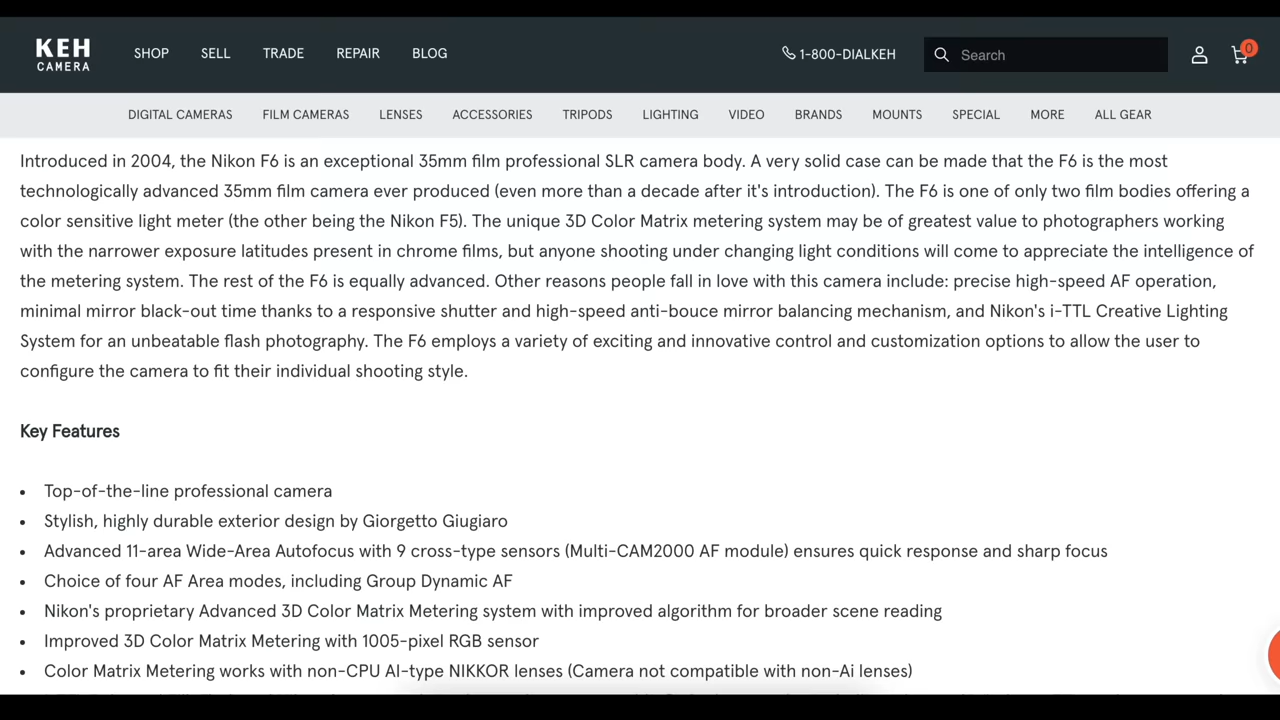 KEH
CAMERA
SHOP SELL TRADE REPAIR BLOG
1-800-DIALKEH
Search
0
DIGITAL CAMERAS FILM CAMERAS LENSES ACCESSORIES TRIPODS LIGHTING VIDEO BRANDS MOUNTS SPECIAL MORE ALL GEAR
Introduced in 2004, the Nikon F6 is an exceptional 35mm film professional SLR camera body. A very solid case can be made that the F6 is the most
technologically advanced 35mm film camera ever produced (even more than a decade after it's introduction). The F6 is one of only two film bodies offering a
color sensitive light meter (the other being the Nikon F5). The unique 3D Color Matrix metering system may be of greatest value to photographers working
with the narrower exposure latitudes present in chrome films, but anyone shooting under changing light conditions will come to appreciate the intelligence of
the metering system. The rest of the F6 is equally advanced. Other reasons people fall in love with this camera include: precise high-speed AF operation,
minimal mirror black-out time thanks to a responsive shutter and high-speed anti-bouce mirror balancing mechanism, and Nikon's i-TTL Creative Lighting
System for an unbeatable flash photography. The F6 employs a variety of exciting and innovative control and customization options to allow the user to
configure the camera to fit their individual shooting style.
Key Features
• Top-of-the-line professional camera
• Stylish, highly durable exterior design by Giorgetto Giugiaro
• Advanced 11-area Wide-Area Autofocus with 9 cross-type sensors (Multi-CAM2000 AF module) ensures quick response and sharp focus
• Choice of four AF Area modes, including Group Dynamic AF
• Nikon's proprietary Advanced 3D Color Matrix Metering system with improved algorithm for broader scene reading
• Improved 3D Color Matrix Metering with 1005-pixel RGB sensor
• Color Matrix Metering works with non-CPU AI-type NIKKOR lenses (Camera not compatible with non-Ai lenses)